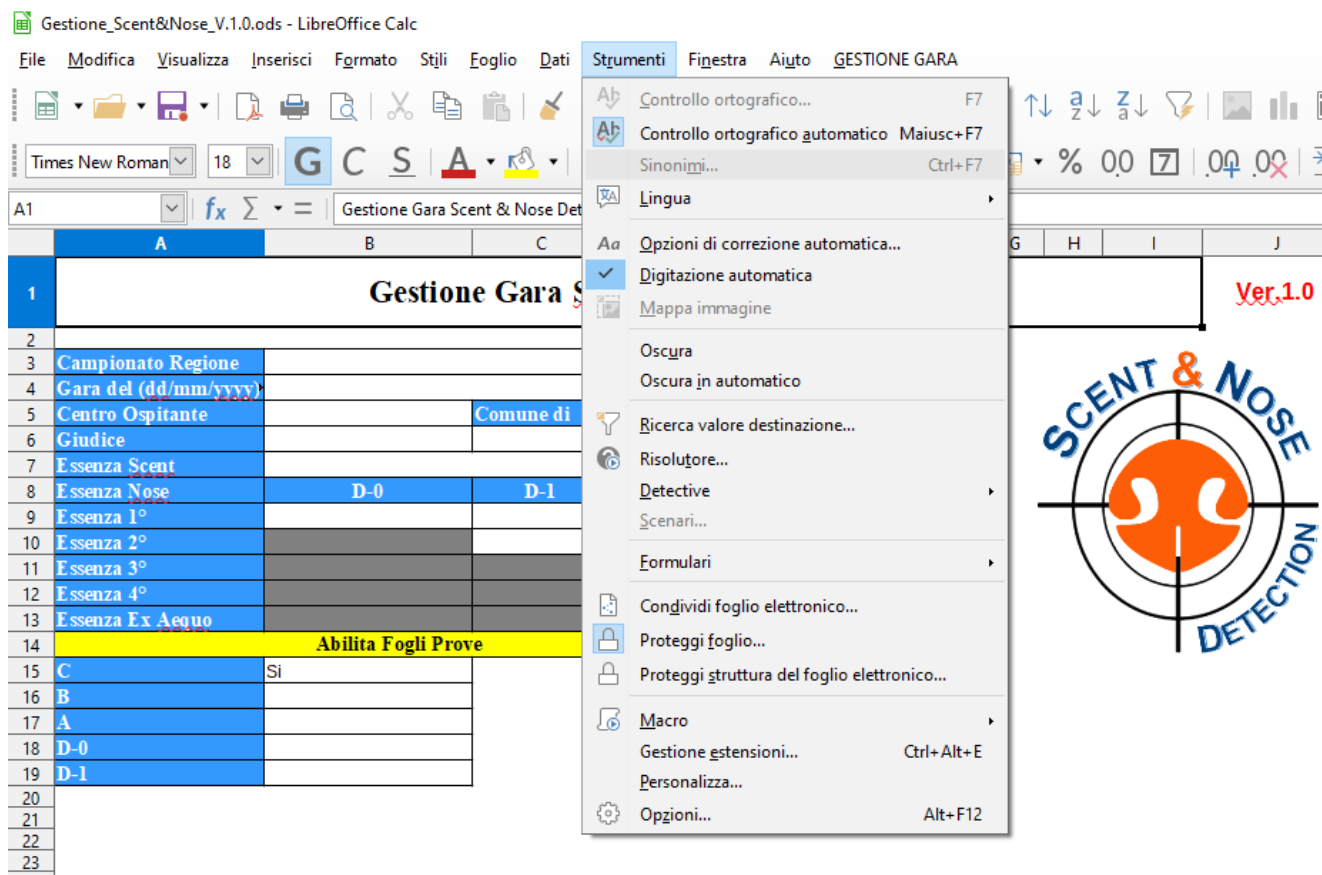 Gestione_Scent&Nose_V.1.0.ods - LibreOffice Calc
File Modifica Visualizza Inserisci Formato Stili Foglio Dati Strumenti Finestra Aiuto GESTIONE GARA
Times New Roman 18 G C S A % 0,0 7 .00 .00
A1 fx Σ = Gestione Gara Scent & Nose Det
A B C G H I J
1 Gestione Gara S Ver.1.0
2
3 Campionato Regione
4 Gara del (dd/mm/yyyy)
5 Centro Ospitante Comune di
6 Giudice
7 Essenza Scent
8 Essenza Nose D-0 D-1
9 Essenza 1°
10 Essenza 2°
11 Essenza 3°
12 Essenza 4°
13 Essenza Ex Aequo
14 Abilita Fogli Prove
15 C Si
16 B
17 A
18 D-0
19 D-1
20
21
22
23
Controllo ortografico... F7
Controllo ortografico automatico Maiusc+F7
Sinonimi... Ctrl+F7
Lingua
Opzioni di correzione automatica...
Digitazione automatica
Mappa immagine
Oscura
Oscura in automatico
Ricerca valore destinazione...
Risolutore...
Detective
Scenari...
Formulari
Condividi foglio elettronico...
Proteggi foglio...
Proteggi struttura del foglio elettronico...
Macro
Gestione estensioni... Ctrl+Alt+E
Personalizza...
Opzioni... Alt+F12
SCENT & NOSE
DETECTION